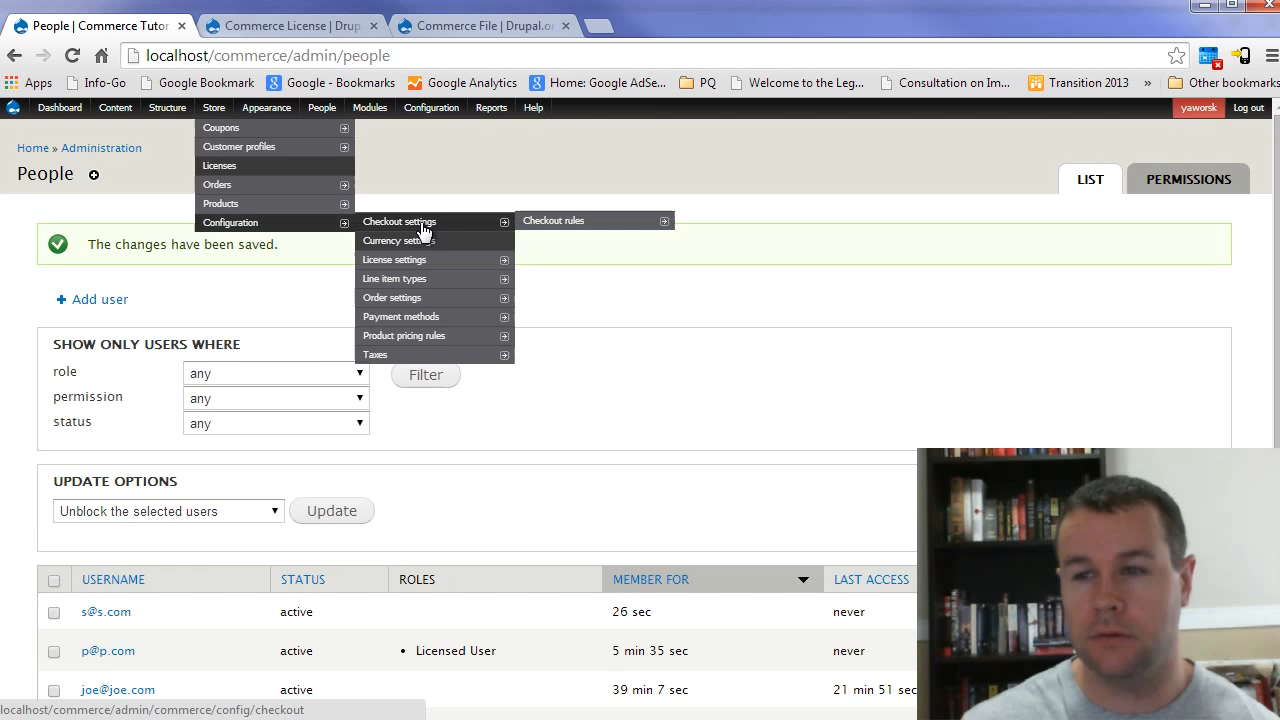 People | Commerce Tutor
Commerce License | Drup
Commerce File | Drupal.or
localhost/commerce/admin/people
Apps Info-Go Google Bookmark Google Bookmarks Google Analytics Home: Google AdSe... PQ Welcome to the Leg... Consultation on Im... Transition 2013 » Other bookmarks
Dashboard Content Structure Store Appearance People Modules Configuration Reports Help yaworsk Log out
Coupons
Customer profiles
Licenses
Orders
Products
Configuration
Checkout settings
Currency settings
License settings
Line item types
Order settings
Payment methods
Product pricing rules
Taxes
Checkout rules
Home » Administration
People
LIST PERMISSIONS
The changes have been saved.
+ Add user
SHOW ONLY USERS WHERE
role any
permission any
status any
Filter
UPDATE OPTIONS
Unblock the selected users Update
USERNAME STATUS ROLES MEMBER FOR LAST ACCESS
s@s.com active 26 sec never
p@p.com active • Licensed User 5 min 35 sec never
joe@joe.com active 39 min 7 sec 21 min 51 sec
localhost/commerce/admin/commerce/config/checkout